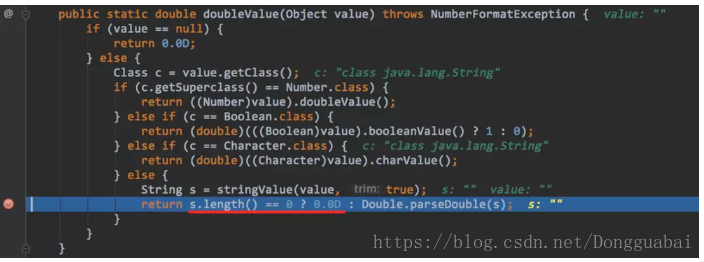 @ public static double doubleValue(Object value) throws NumberFormatException { value: ""
if (value == null) {
return 0.0D;
} else {
Class c = value.getClass(); c: "class java.lang.String"
if (c.getSuperclass() == Number.class) {
return ((Number)value).doubleValue();
} else if (c == Boolean.class) {
return (double)(((Boolean)value).booleanValue() ? 1 : 0);
} else if (c == Character.class) { c: "class java.lang.String"
return (double)((Character)value).charValue();
} else {
String s = stringValue(value, trim: true); s: "" value: ""
return s.length() == 0 ? 0.0D : Double.parseDouble(s); s: ""
}
}
}
https://blog.csdn.net/Dongguabai